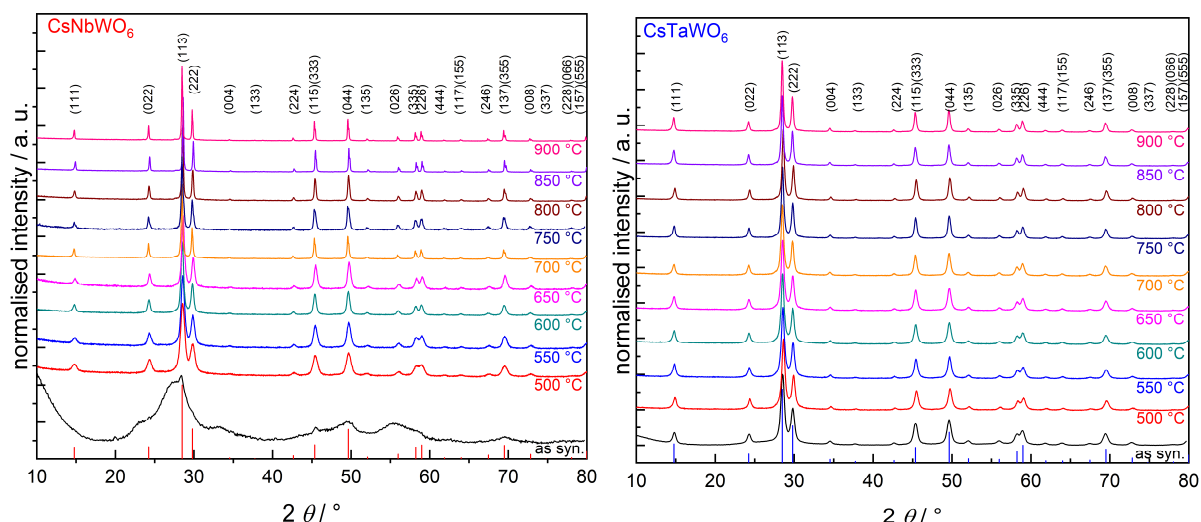 CsNbWO6
(111)
(022)
(113)
(222)
(004)
(133)
(224)
(115)(333)
(044)
(135)
(026)
(335)
(226)
(444)
(117)(155)
(246)
(137)(355)
(008)
(337)
(228)(066)
(157)(555)
900 °C
850 °C
800 °C
750 °C
700 °C
650 °C
600 °C
550 °C
500 °C
as syn.
normalised intensity / a. u.
10 20 30 40 50 60 70 80
2 θ / °
CsTaWO6
(111)
(022)
(113)
(222)
(004)
(133)
(224)
(115)(333)
(044)
(135)
(026)
(335)
(226)
(444)
(117)(155)
(246)
(137)(355)
(008)
(337)
(228)(066)
(157)(555)
900 °C
850 °C
800 °C
750 °C
700 °C
650 °C
600 °C
550 °C
500 °C
as syn.
normalised intensity / a. u.
10 20 30 40 50 60 70 80
2 θ / °